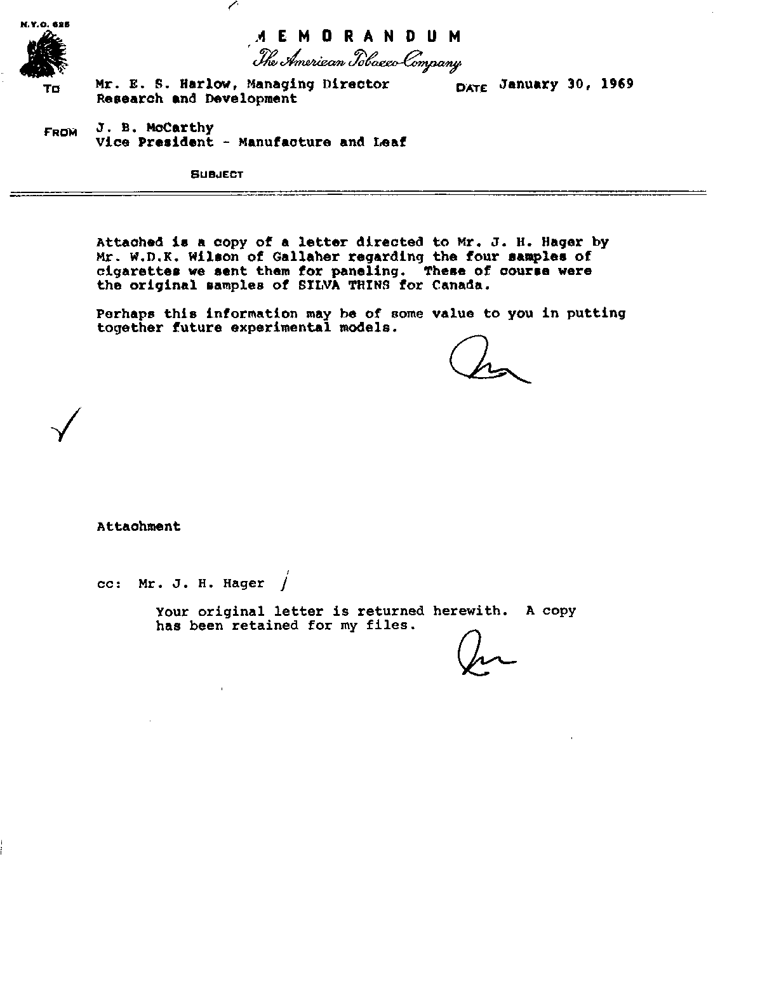 N.Y.O. 625
MEMORANDUM
The American Tobacco Company
TO Mr. E. S. Harlow, Managing Director DATE January 30, 1969
Research and Development
FROM J. B. McCarthy
Vice President - Manufacture and Leaf
SUBJECT
Attached is a copy of a letter directed to Mr. J. H. Hager by
Mr. W.D.K. Wilson of Gallaher regarding the four samples of
cigarettes we sent them for paneling. These of course were
the original samples of SILVA THINS for Canada.
Perhaps this information may be of some value to you in putting
together future experimental models.
Attachment
cc: Mr. J. H. Hager
Your original letter is returned herewith. A copy
has been retained for my files.